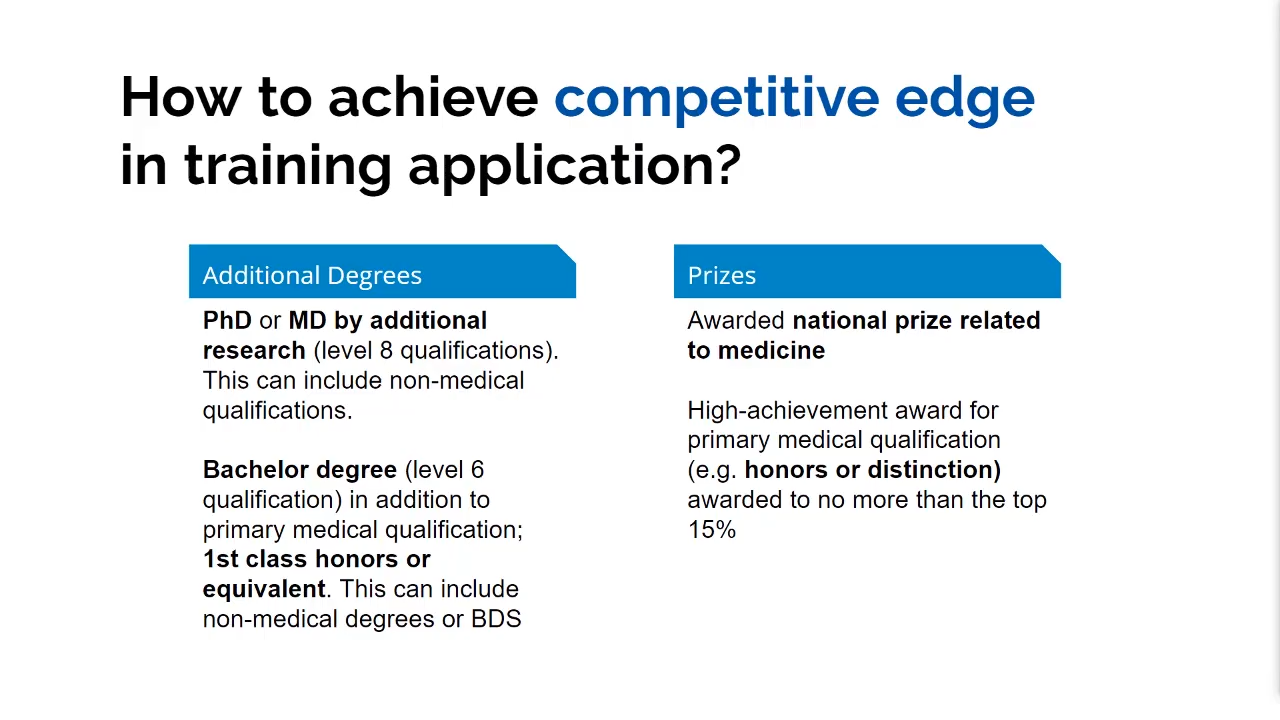 How to achieve competitive edge
in training application?
Additional Degrees
PhD or MD by additional
research (level 8 qualifications).
This can include non-medical
qualifications.
Bachelor degree (level 6
qualification) in addition to
primary medical qualification;
1st class honors or
equivalent. This can include
non-medical degrees or BDS
Prizes
Awarded national prize related
to medicine
High-achievement award for
primary medical qualification
(e.g. honors or distinction)
awarded to no more than the top
15%